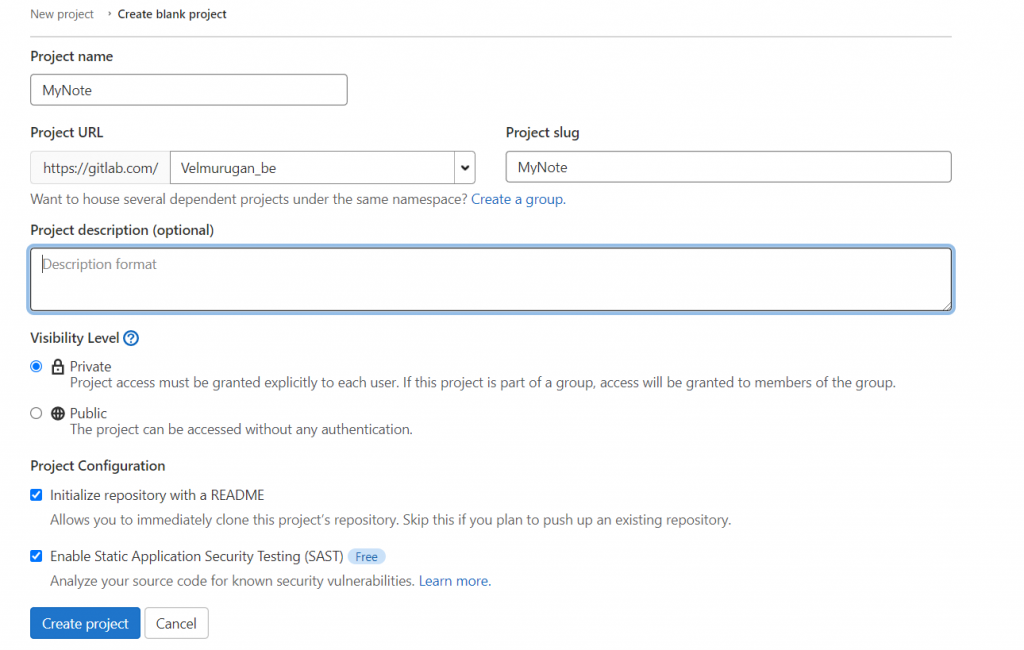 New project › Create blank project
Project name
MyNote
Project URL
Project slug
https://gitlab.com/ Velmurugan_be
MyNote
Want to house several dependent projects under the same namespace? Create a group.
Project description (optional)
Description format
Visibility Level ?
Private
Project access must be granted explicitly to each user. If this project is part of a group, access will be granted to members of the group.
Public
The project can be accessed without any authentication.
Project Configuration
Initialize repository with a README
Allows you to immediately clone this project's repository. Skip this if you plan to push up an existing repository.
Enable Static Application Security Testing (SAST) Free
Analyze your source code for known security vulnerabilities. Learn more.
Create project Cancel